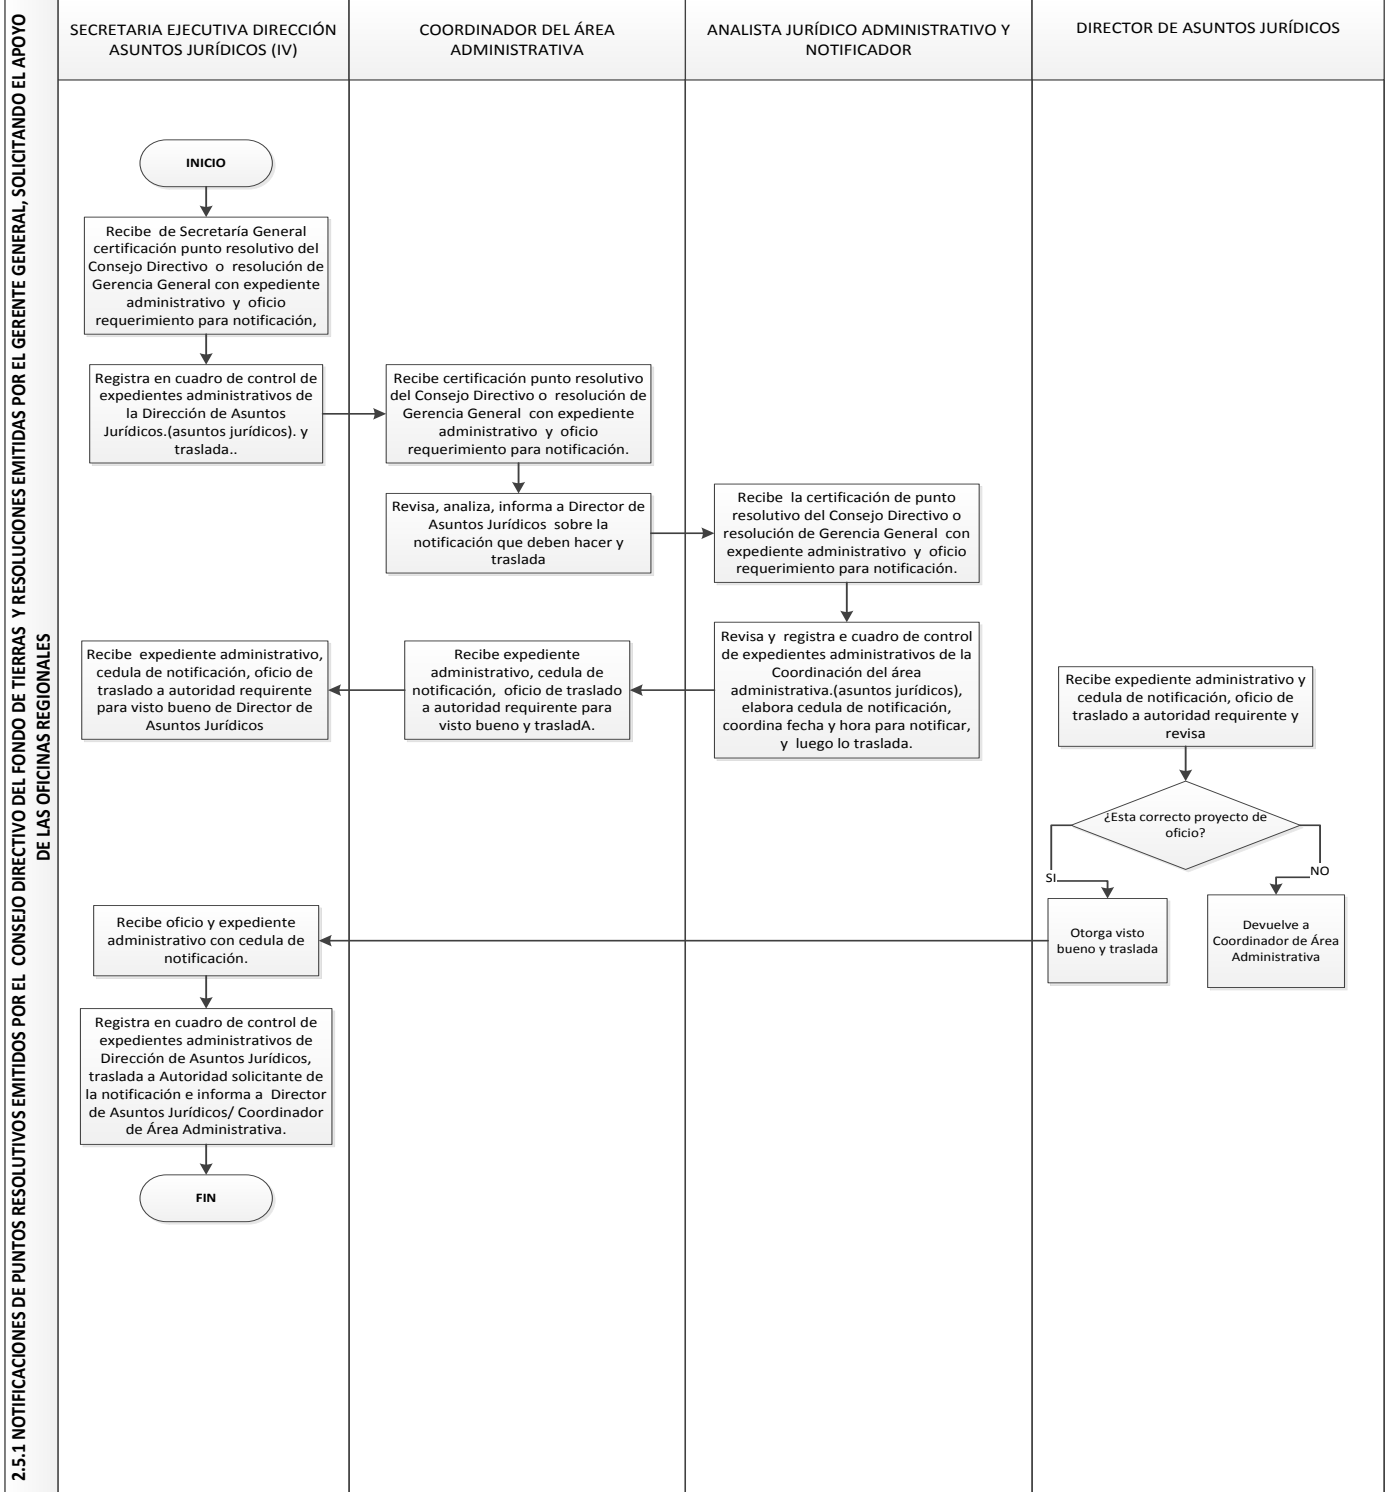 2.5.1 NOTIFICACIONES DE PUNTOS RESOLUTIVOS EMITIDOS POR EL CONSEJO DIRECTIVO DEL FONDO DE TIERRAS Y RESOLUCIONES EMITIDAS POR EL GERENTE GENERAL, SOLICITANDO EL APOYO
DE LAS OFICINAS REGIONALES
SECRETARIA EJECUTIVA DIRECCIÓN
ASUNTOS JURÍDICOS (IV)
COORDINADOR DEL ÁREA
ADMINISTRATIVA
ANALISTA JURÍDICO ADMINISTRATIVO Y
NOTIFICADOR
DIRECTOR DE ASUNTOS JURÍDICOS
INICIO
Recibe de Secretaría General
certificación punto resolutivo del
Consejo Directivo o resolución de
Gerencia General con expediente
administrativo y oficio
requerimiento para notificación,
Registra en cuadro de control de
expedientes administrativos de
la Dirección de Asuntos
Jurídicos.(asuntos jurídicos). y
traslada..
Recibe certificación punto resolutivo
del Consejo Directivo o resolución de
Gerencia General con expediente
administrativo y oficio
requerimiento para notificación.
Revisa, analiza, informa a Director de
Asuntos Jurídicos sobre la
notificación que deben hacer y
traslada
Recibe la certificación de punto
resolutivo del Consejo Directivo o
resolución de Gerencia General con
expediente administrativo y oficio
requerimiento para notificación.
Revisa y registra e cuadro de control
de expedientes administrativos de la
Coordinación del área
administrativa.(asuntos jurídicos),
elabora cedula de notificación,
coordina fecha y hora para notificar,
y luego lo traslada.
Recibe expediente
administrativo, cedula de
notificación, oficio de traslado
a autoridad requirente para
visto bueno y trasladA.
Recibe expediente administrativo,
cedula de notificación, oficio de
traslado a autoridad requirente
para visto bueno de Director de
Asuntos Jurídicos
Recibe expediente administrativo y
cedula de notificación, oficio de
traslado a autoridad requirente y
revisa
¿Esta correcto proyecto de
oficio?
SI
NO
Otorga visto
bueno y traslada
Devuelve a
Coordinador de Área
Administrativa
Recibe oficio y expediente
administrativo con cedula de
notificación.
Registra en cuadro de control de
expedientes administrativos de
Dirección de Asuntos Jurídicos,
traslada a Autoridad solicitante de
la notificación e informa a Director
de Asuntos Jurídicos/ Coordinador
de Área Administrativa.
FIN